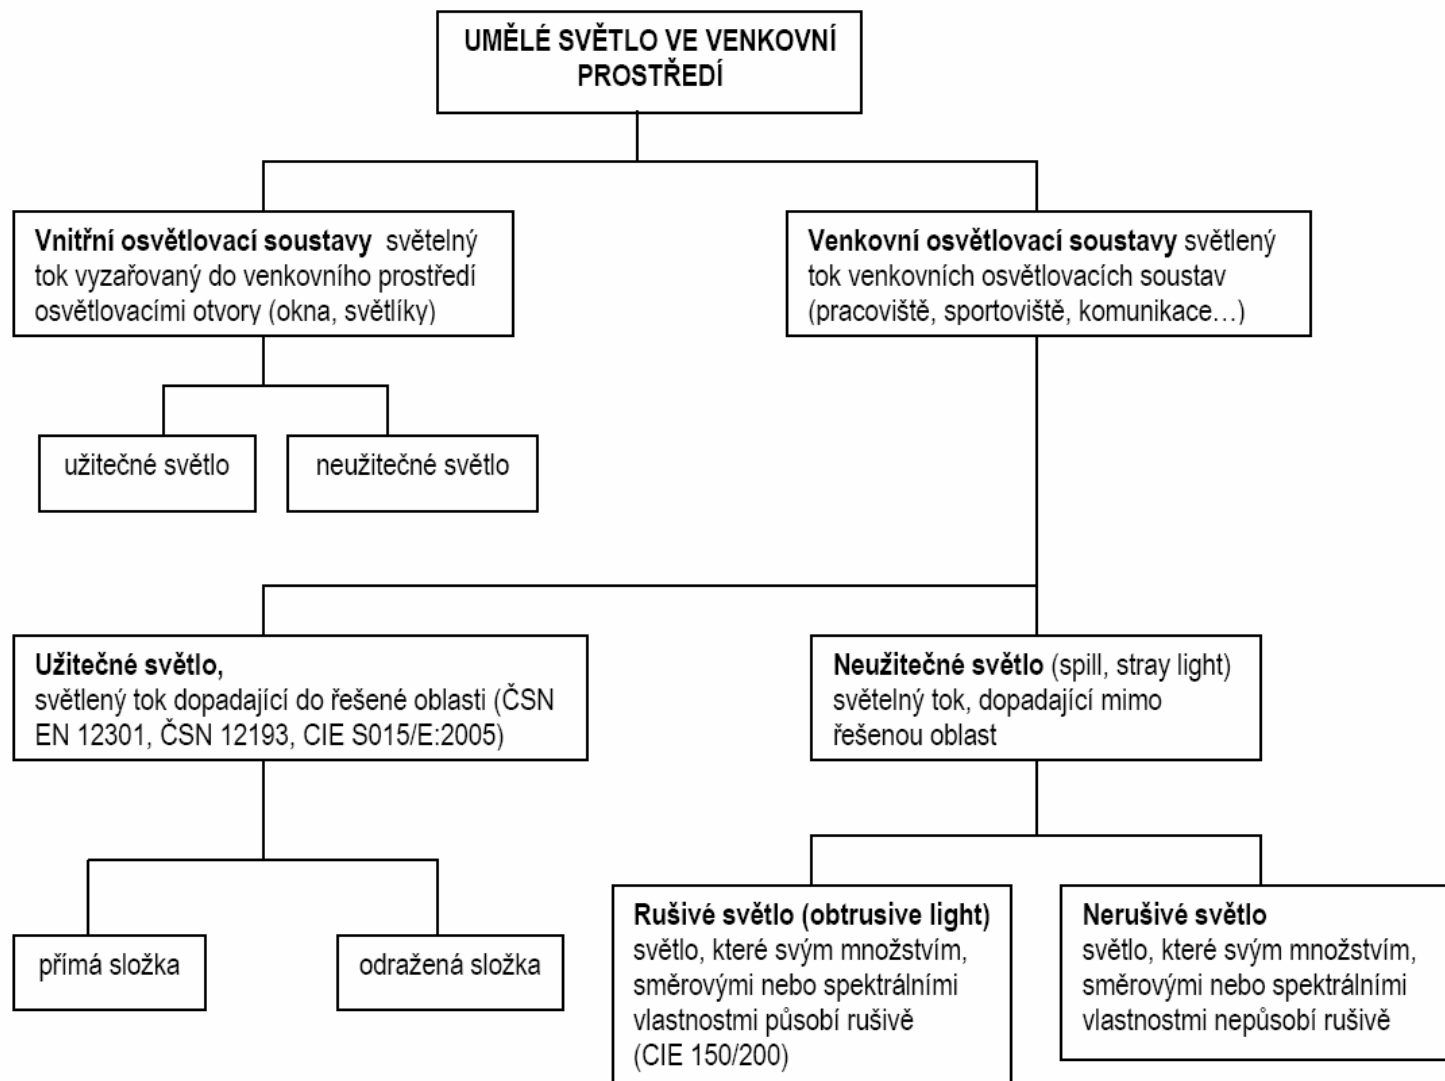 UMĚLÉ SVĚTLO VE VENKOVNÍ
PROSTŘEDÍ
Vnitřní osvětlovací soustavy světelný
tok vyzařovaný do venkovního prostředí
osvětlovacími otvory (okna, světlíky)
Venkovní osvětlovací soustavy světlený
tok venkovních osvětlovacích soustav
(pracoviště, sportoviště, komunikace…)
užitečné světlo
neužitečné světlo
Užitečné světlo,
světlený tok dopadající do řešené oblasti (ČSN
EN 12301, ČSN 12193, CIE S015/E:2005)
Neužitečné světlo (spill, stray light)
světelný tok, dopadající mimo
řešenou oblast
přímá složka
odražená složka
Rušivé světlo (obtrusive light)
světlo, které svým množstvím,
směrovými nebo spektrálními
vlastnostmi působí rušivě
(CIE 150/200)
Nerušivé světlo
světlo, které svým množstvím,
směrovými nebo spektrálními
vlastnostmi nepůsobí rušivě